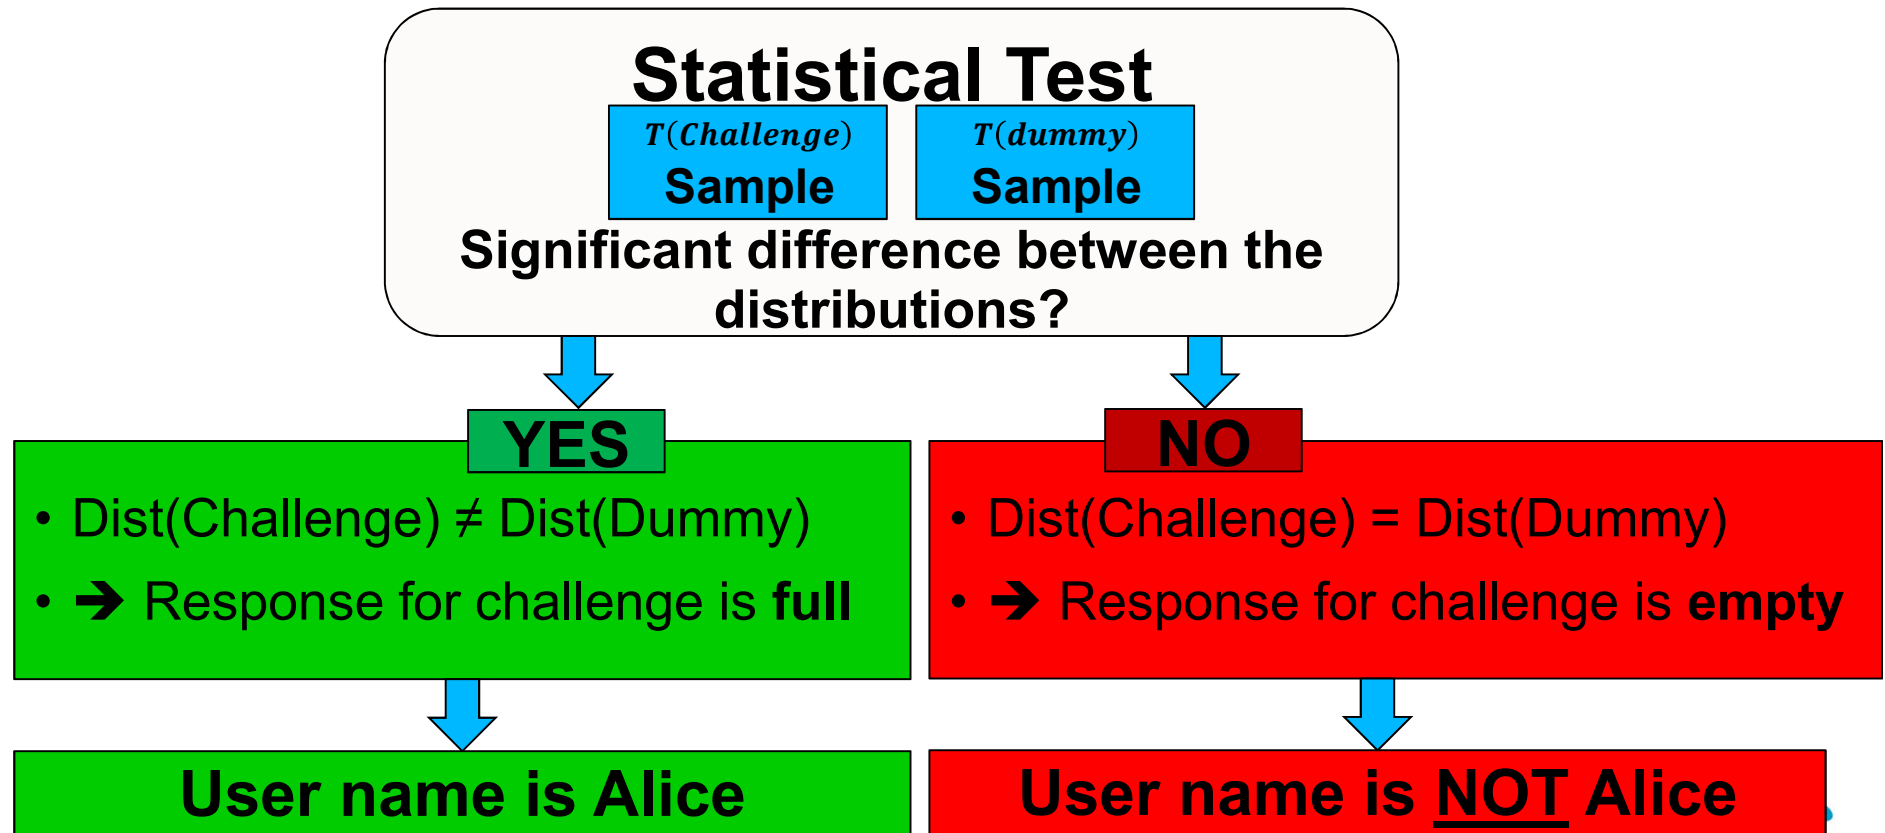 Statistical Test
T(Challenge)
Sample
T(dummy)
Sample
Significant difference between the
distributions?
YES
• Dist(Challenge) ≠ Dist(Dummy)
• ➔ Response for challenge is full
User name is Alice
NO
• Dist(Challenge) = Dist(Dummy)
• ➔ Response for challenge is empty
User name is NOT Alice